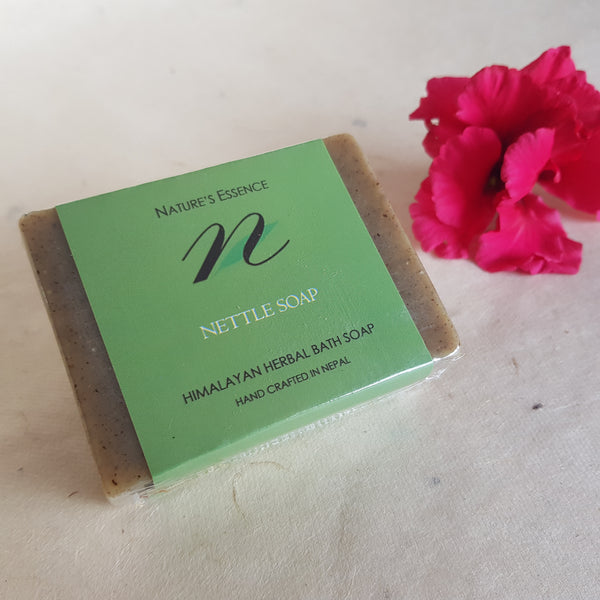 NATURE'S ESSENCE
n
NETTLE SOAP
HIMALAYAN HERBAL BATH SOAP
HAND CRAFTED IN NEPAL